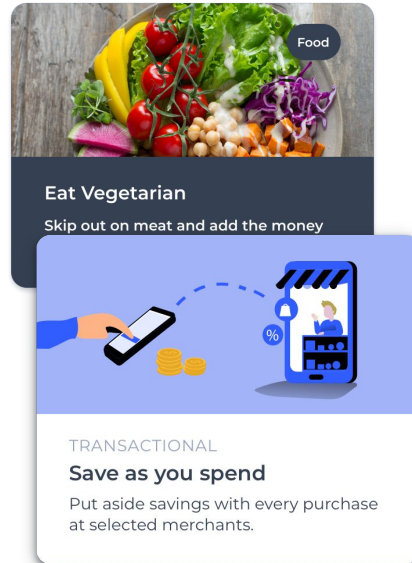 Food
Eat Vegetarian
Skip out on meat and add the money
%
TRANSACTIONAL
Save as you spend
Put aside savings with every purchase
at selected merchants.